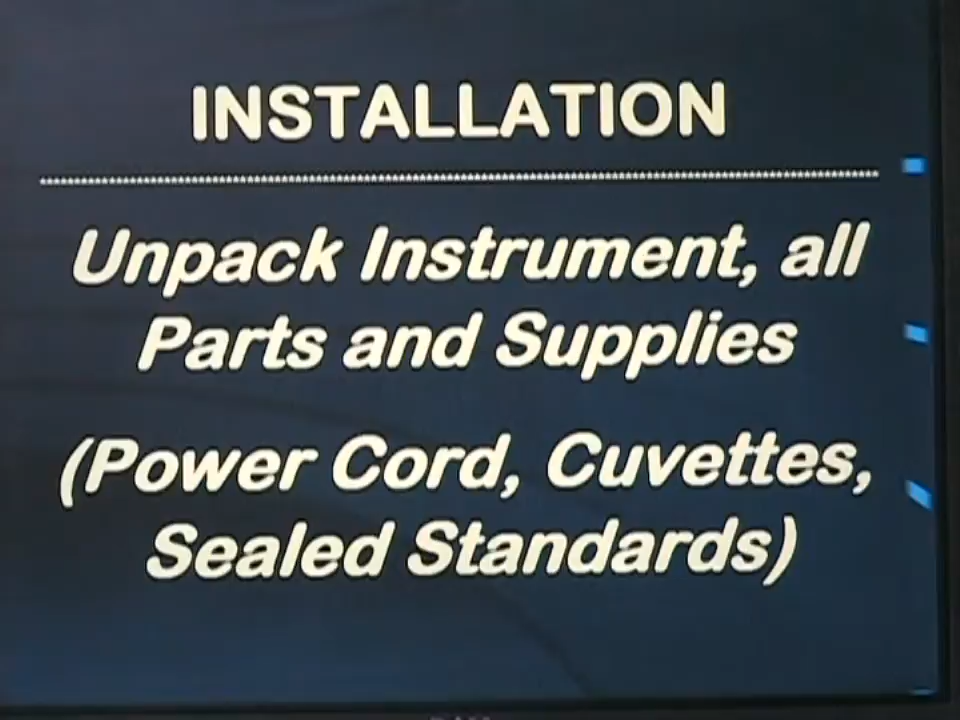 INSTALLATION
Unpack Instrument, all
Parts and Supplies
(Power Cord, Cuvettes,
Sealed Standards)